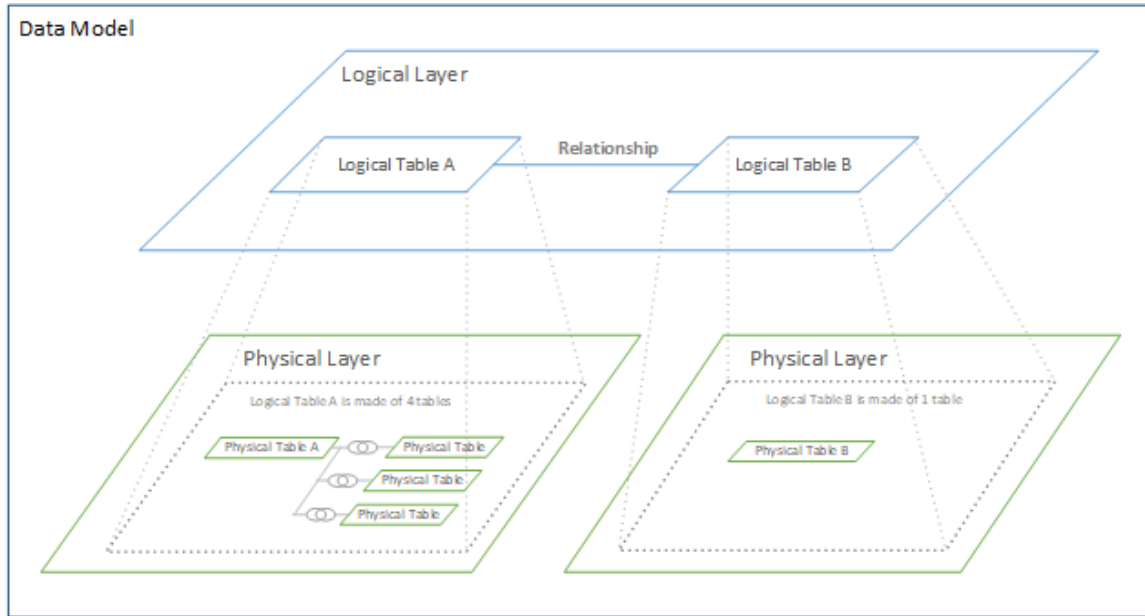 Data Model
Logical Layer
Logical Table A
Relationship
Logical Table B
Physical Layer
Logical Table A is made of 4 tables
Physical Table A
Physical Table
Physical Table
Physical Table
Physical Layer
Logical Table B is made of 1 table
Physical Table B